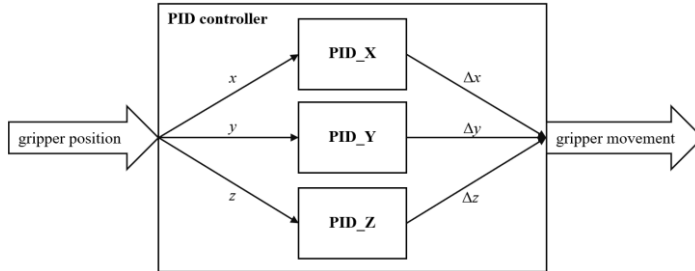 PID controller
PID_X
x
Δx
gripper position
y
PID_Y
Δy
gripper movement
z
PID_Z
Δz